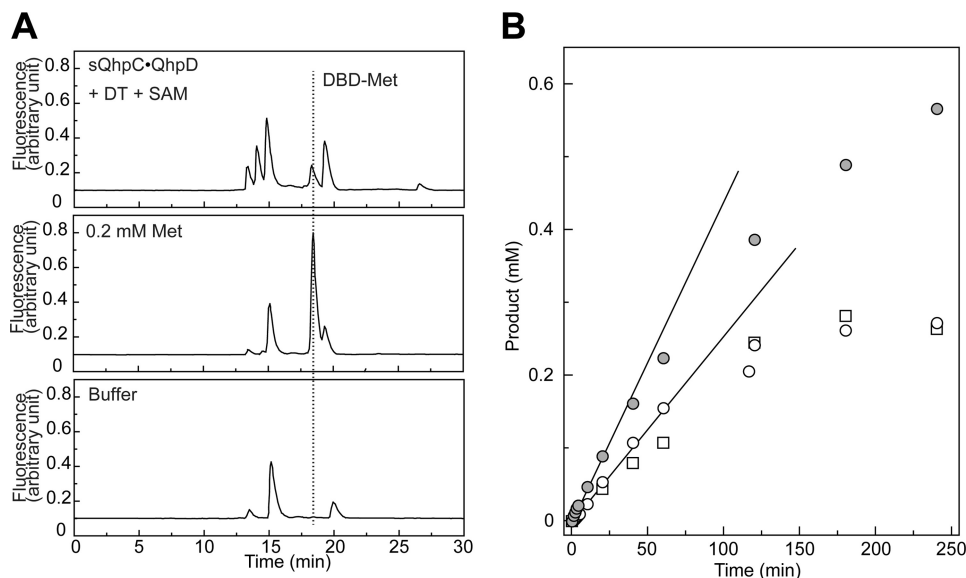 A
Fluorescence
(arbitrary unit)
0.8
0.6
0.4
0.2
0
sQhpC•QhpD
+ DT + SAM
DBD-Met
Fluorescence
(arbitrary unit)
0.8
0.6
0.4
0.2
0
0.2 mM Met
Fluorescence
(arbitrary unit)
0.8
0.6
0.4
0.2
0
Buffer
0 5 10 15 20 25 30
Time (min)
B
Product (mM)
0.6
0.4
0.2
0
0 50 100 150 200 250
Time (min)